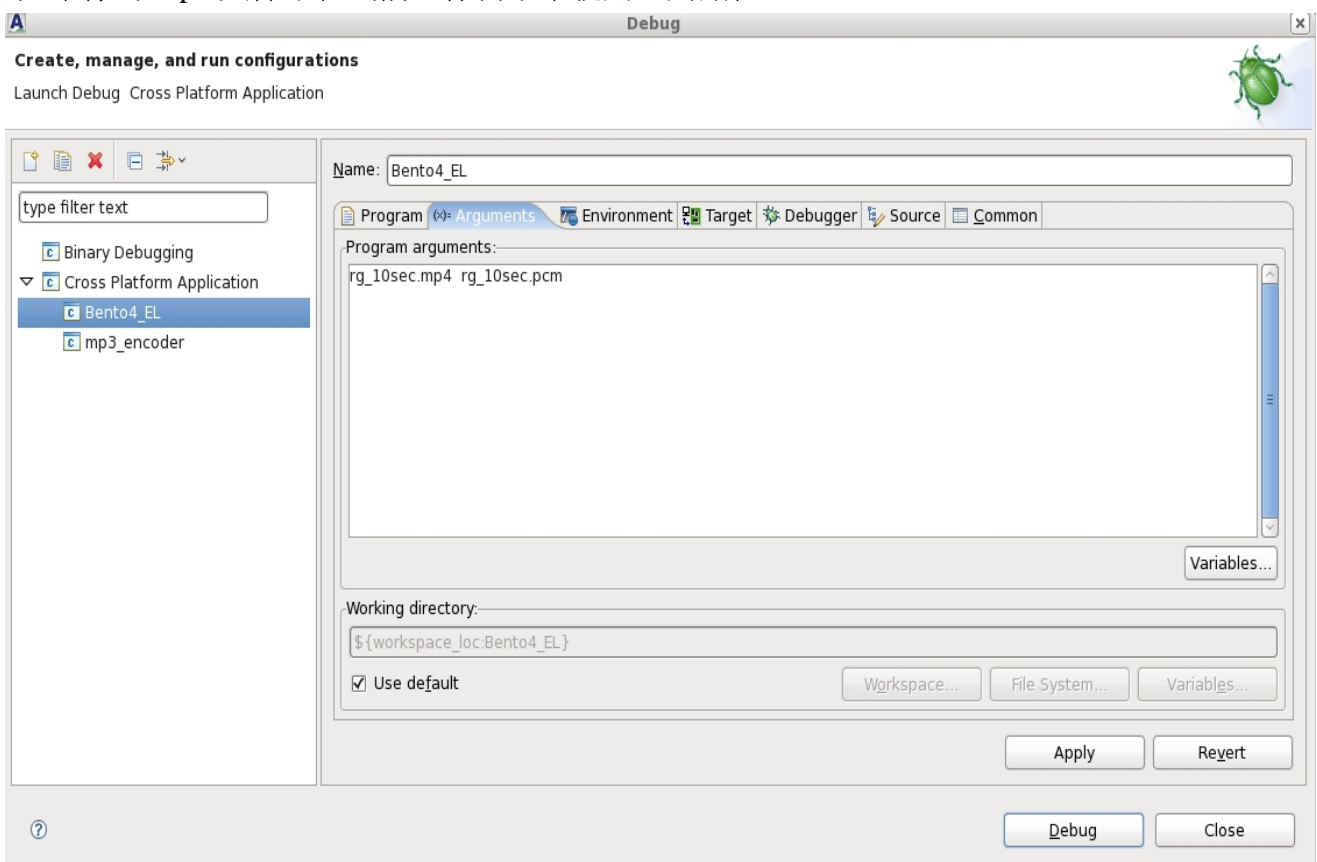 Debug
Create, manage, and run configurations
Launch Debug Cross Platform Application
Name: Bento4_EL
type filter text
Program Arguments Environment Target Debugger Source Common
Binary Debugging
Program arguments:
Cross Platform Application
rg_10sec.mp4 rg_10sec.pcm
Bento4_EL
mp3_encoder
Variables...
Working directory:
${workspace_loc:Bento4_EL}
Use default
Workspace... File System... Variables...
Apply Revert
Debug Close